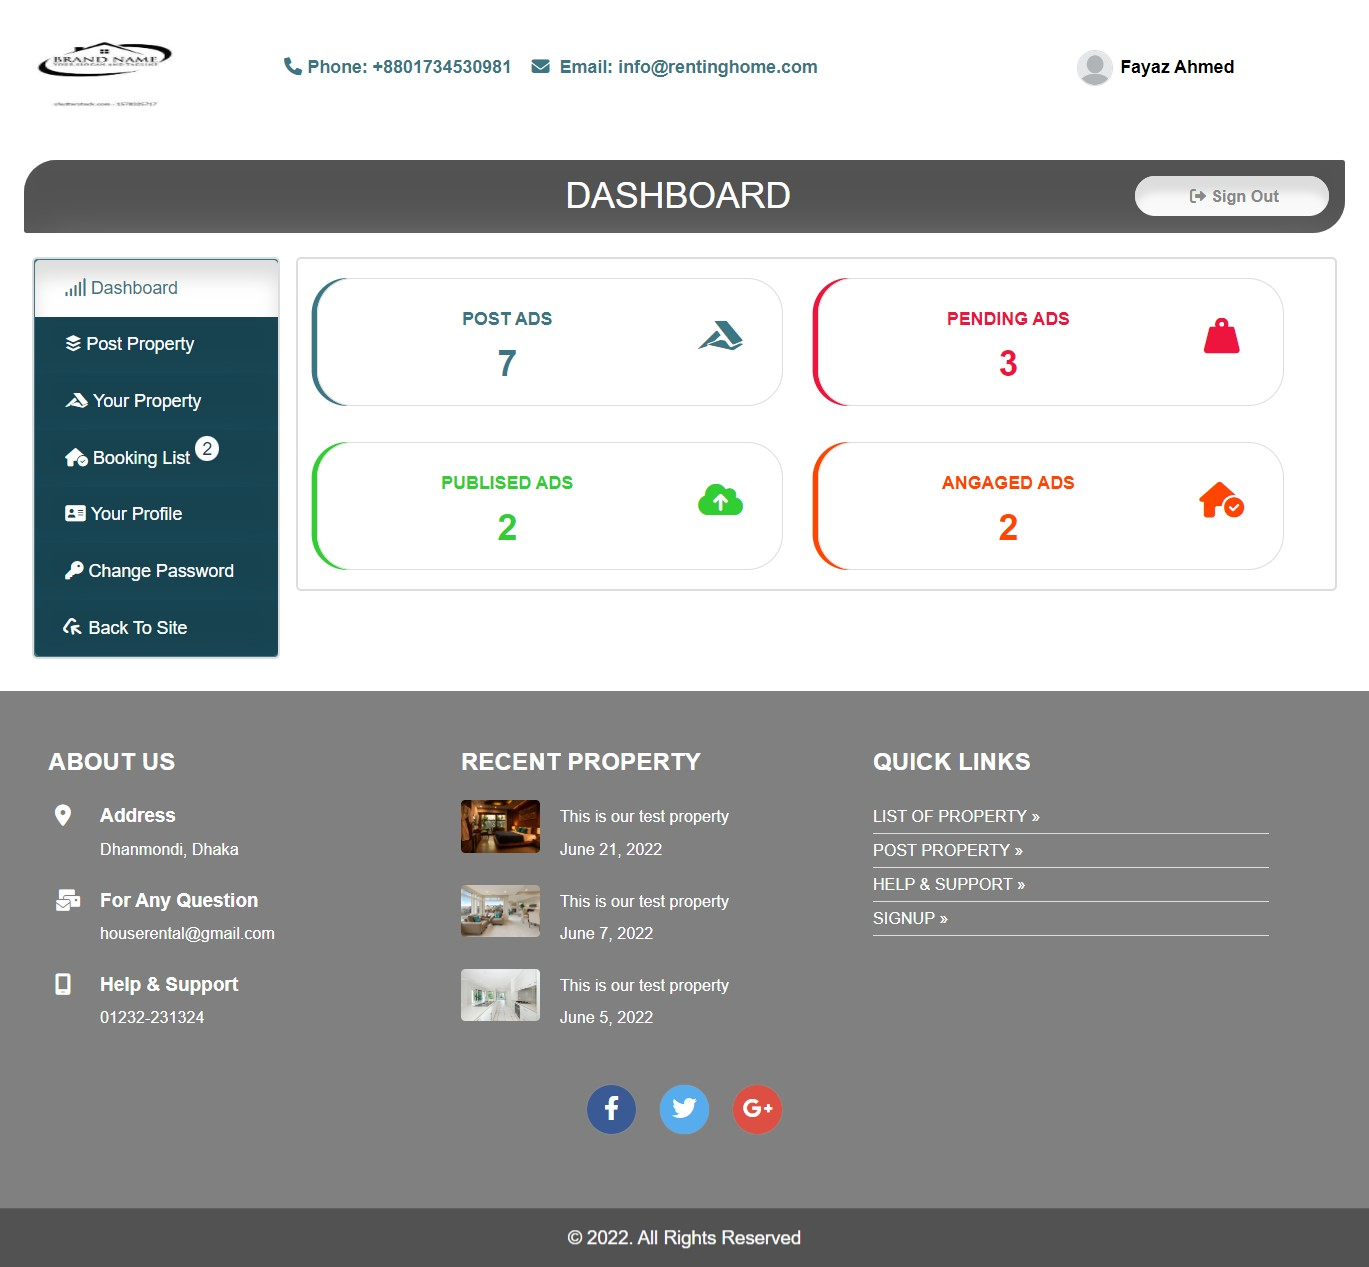 BRAND NAME
Phone: +8801734530981 Email: info@rentinghome.com
Fayaz Ahmed
DASHBOARD
Sign Out
Dashboard
Post Property
Your Property
Booking List 2
Your Profile
Change Password
Back To Site
POST ADS
7
PENDING ADS
3
PUBLISED ADS
2
ANGAGED ADS
2
ABOUT US
Address
Dhanmondi, Dhaka
For Any Question
houserental@gmail.com
Help & Support
01232-231324
RECENT PROPERTY
This is our test property
June 21, 2022
This is our test property
June 7, 2022
This is our test property
June 5, 2022
QUICK LINKS
LIST OF PROPERTY »
POST PROPERTY »
HELP & SUPPORT »
SIGNUP »
© 2022. All Rights Reserved